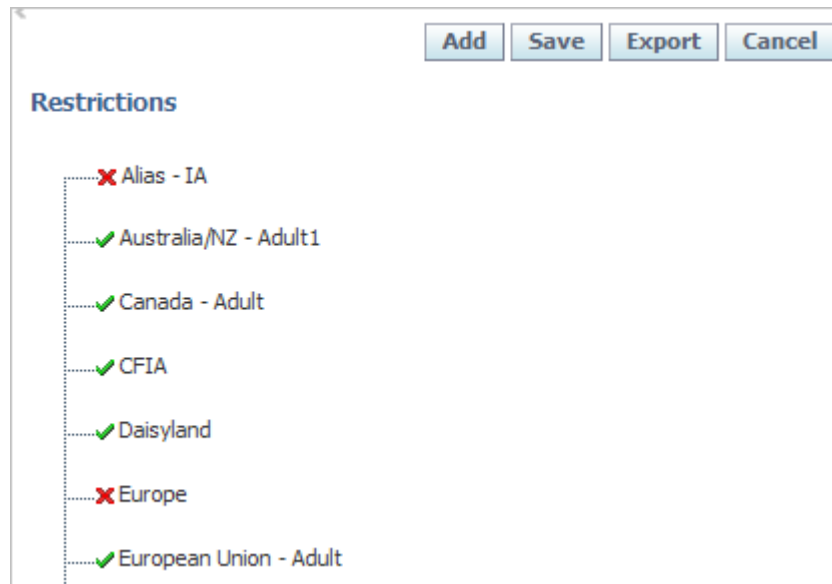 Add Save Export Cancel
Restrictions
Alias - IA
Australia/NZ - Adult1
Canada - Adult
CFIA
Daisyland
Europe
European Union - Adult